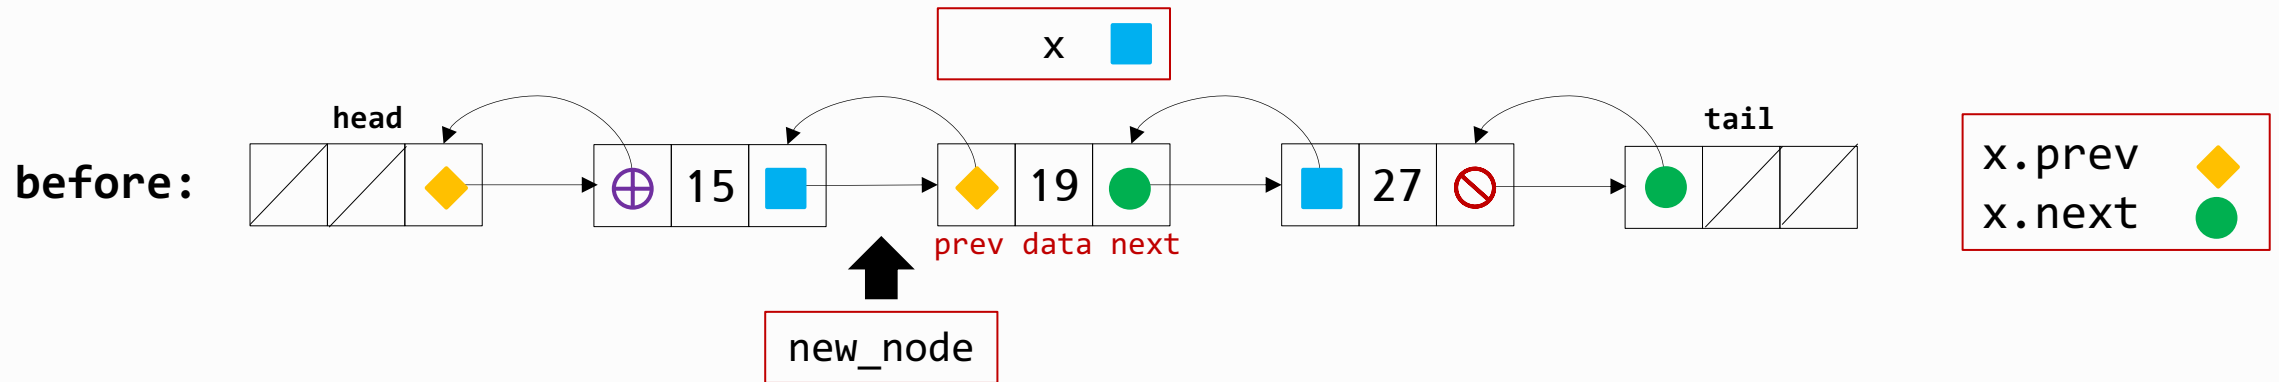 x
head
tail
before:
15
19
27
prev data next
x.prev
x.next
new_node